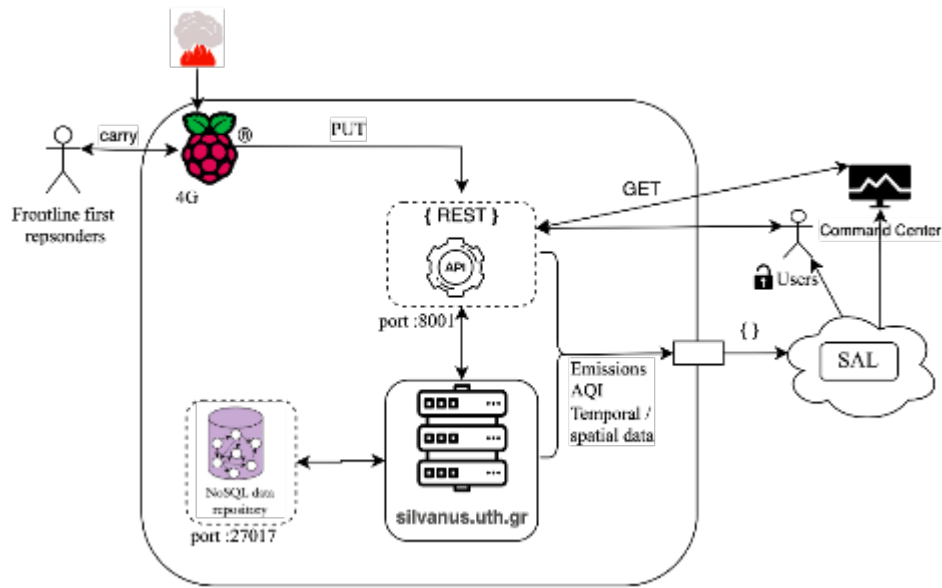 carry
®
PUT
4G
Frontline first
repsonders
GET
{ REST }
API
Command Center
Users
port :8001
{ }
SAL
Emissions
AQI
Temporal /
spatial data
NoSQL data
repository
silvanus.uth.gr
port :27017